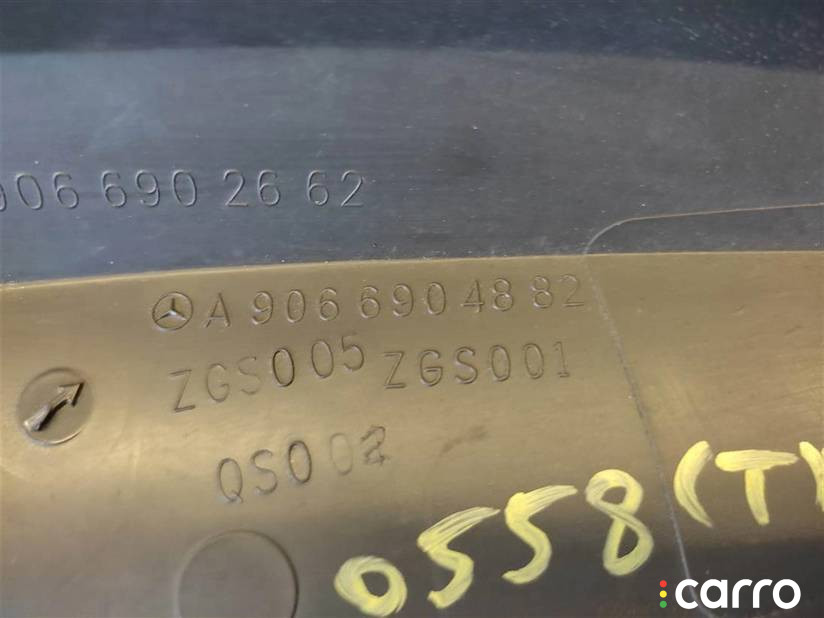 906 690 26 62
A 906 690 48 82
ZGS005 ZGS001
QS002
0558 (T)
carro